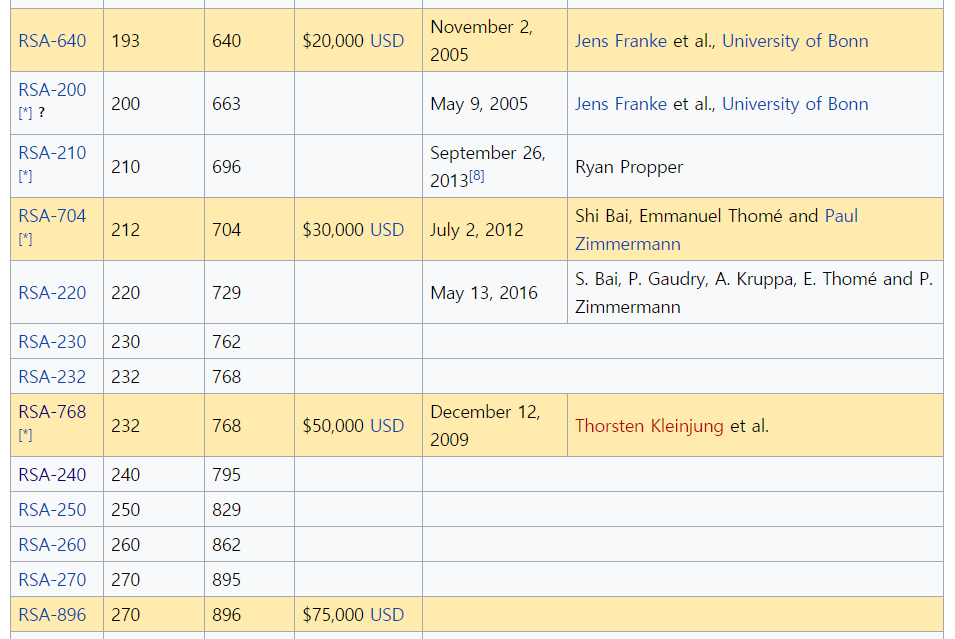 RSA-640 193 640 $20,000 USD November 2, 2005 Jens Franke et al., University of Bonn
RSA-200 [*] ? 200 663 May 9, 2005 Jens Franke et al., University of Bonn
RSA-210 [*] 210 696 September 26, 2013[8] Ryan Propper
RSA-704 [*] 212 704 $30,000 USD July 2, 2012 Shi Bai, Emmanuel Thomé and Paul Zimmermann
RSA-220 220 729 May 13, 2016 S. Bai, P. Gaudry, A. Kruppa, E. Thomé and P. Zimmermann
RSA-230 230 762
RSA-232 232 768
RSA-768 [*] 232 768 $50,000 USD December 12, 2009 Thorsten Kleinjung et al.
RSA-240 240 795
RSA-250 250 829
RSA-260 260 862
RSA-270 270 895
RSA-896 270 896 $75,000 USD